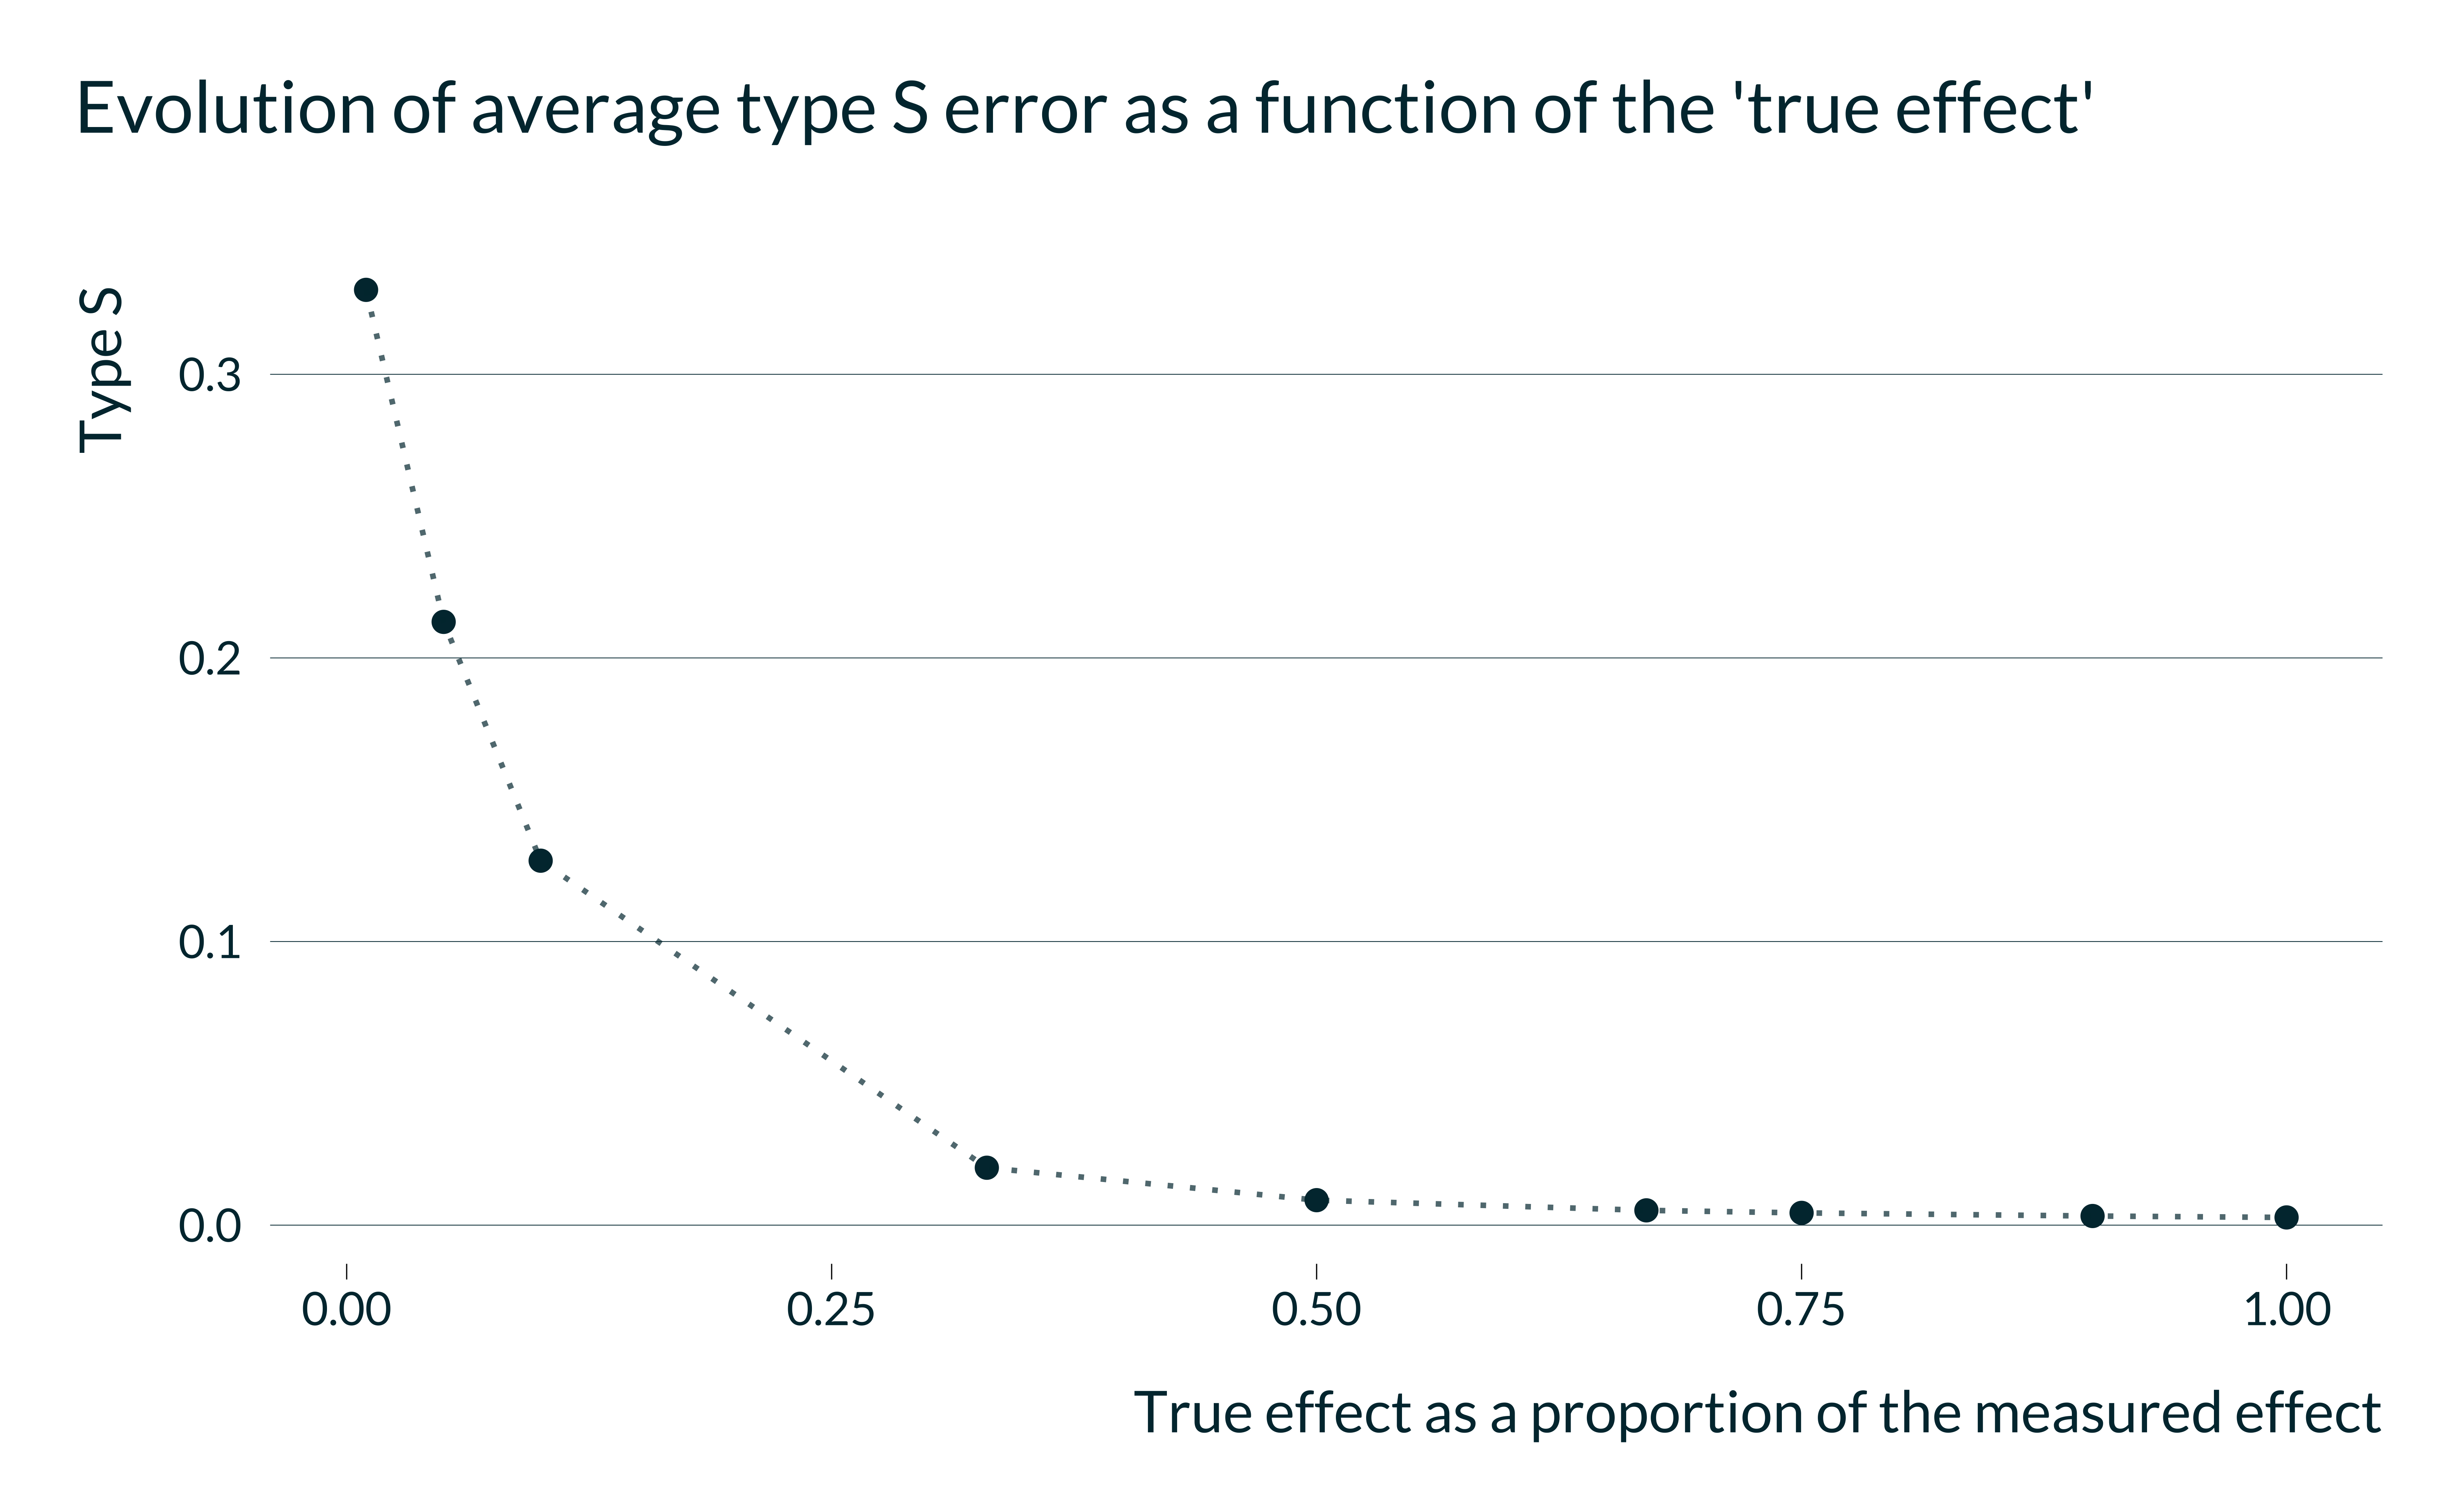 Evolution of average type S error as a function of the 'true effect'
Type S
0.3
0.2
0.1
0.0
0.00 0.25 0.50 0.75 1.00
True effect as a proportion of the measured effect